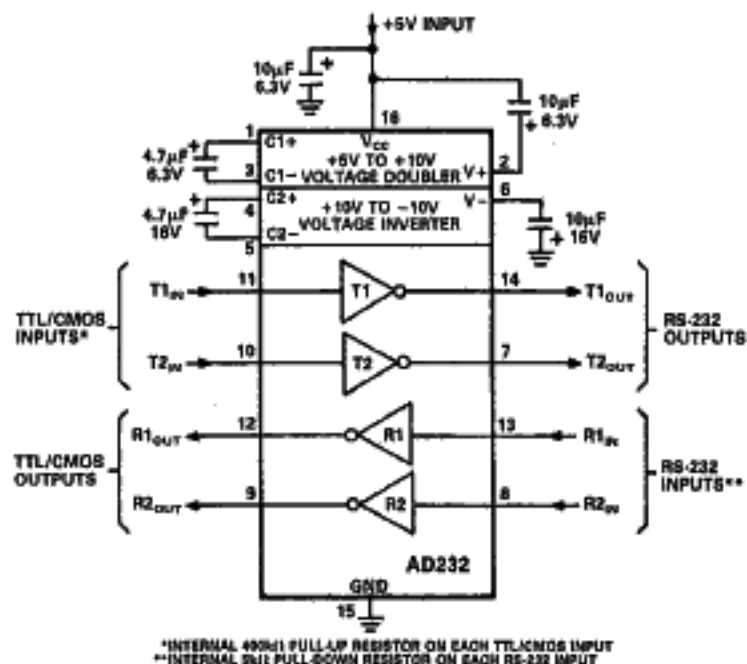 +5V INPUT
10µF
6.3V
+
10µF
6.3V
+
16
VCC
1
C1+
4.7µF
6.3V
+
3
C1–
+5V TO +10V
VOLTAGE DOUBLER
V+
2
C2+
4
4.7µF
16V
+
C2–
5
+10V TO –10V
VOLTAGE INVERTER
V–
6
10µF
16V
+
TTL/CMOS
INPUTS*
T1IN
11
T1
14
T1OUT
T2IN
10
T2
7
T2OUT
RS-232
OUTPUTS
TTL/CMOS
OUTPUTS
R1OUT
12
R1
13
R1IN
R2OUT
9
R2
8
R2IN
RS-232
INPUTS**
AD232
GND
15
*INTERNAL 400kΩ PULL-UP RESISTOR ON EACH TTL/CMOS INPUT
**INTERNAL 5kΩ PULL-DOWN RESISTOR ON EACH RS-232 INPUT